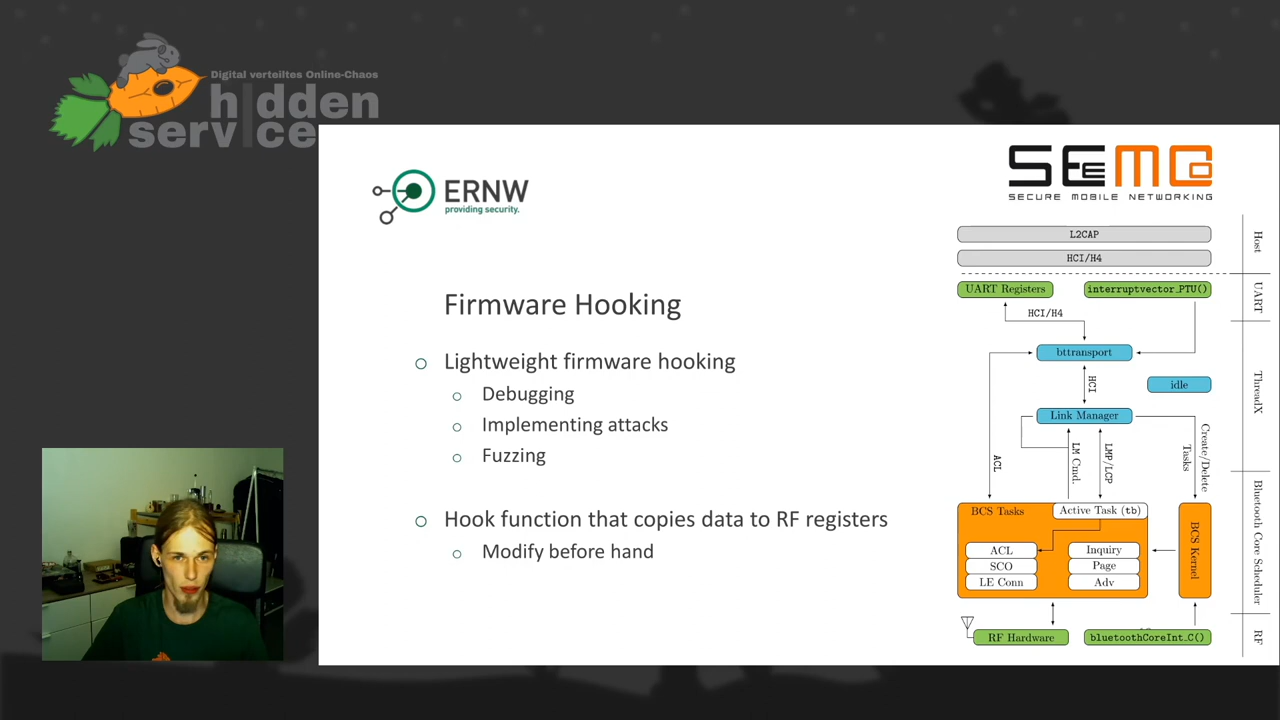 Digital verteiltes Online-Chaos
h|dden
serv|ce
ERNW
providing security.
SEEMOO
SECURE MOBILE NETWORKING
Firmware Hooking
Lightweight firmware hooking
Debugging
Implementing attacks
Fuzzing
Hook function that copies data to RF registers
Modify before hand
L2CAP
HCI/H4
Host
UART Registers
interruptvector_PTU()
UART
HCI/H4
bttransport
HCI
idle
ThreadX
Link Manager
ACL
LM Cmd.
LMP/LCP
Create/Delete
Tasks
BCS Tasks
Active Task (tb)
ACL
SCO
LE Conn
Inquiry
Page
Adv
BCS Kernel
Bluetooth Core Scheduler
RF Hardware
bluetoothCoreInt_C()
RF